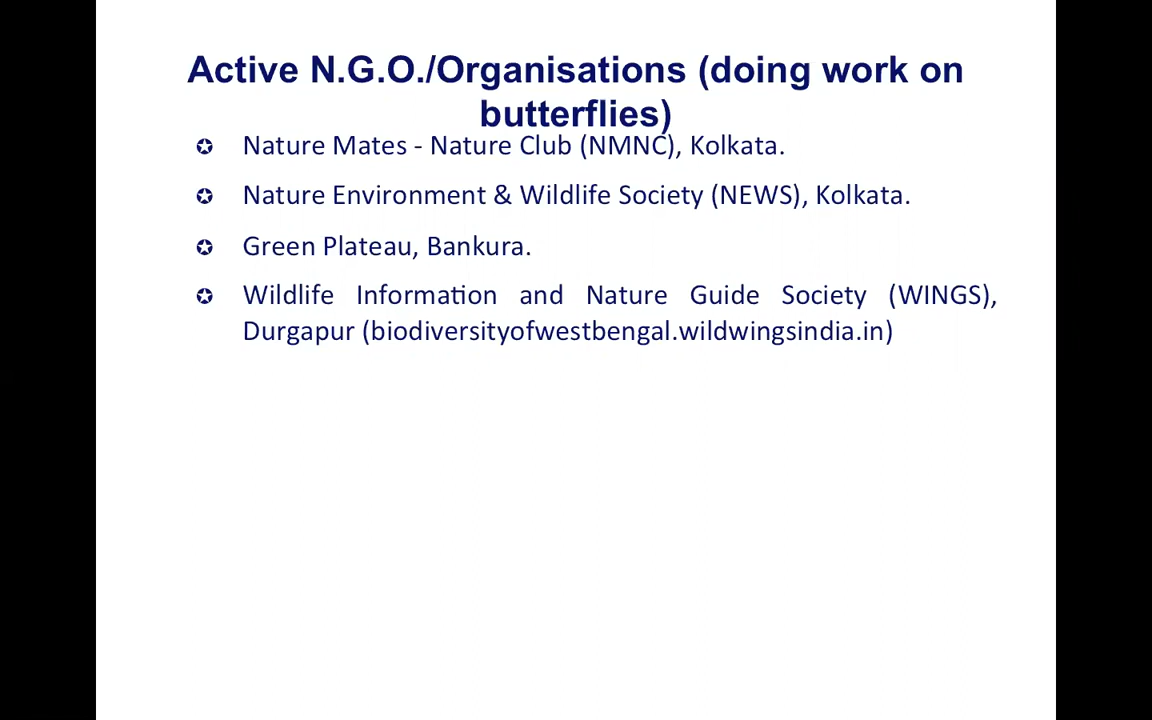 Active N.G.O./Organisations (doing work on
butterflies)
✪ Nature Mates - Nature Club (NMNC), Kolkata.
✪ Nature Environment & Wildlife Society (NEWS), Kolkata.
✪ Green Plateau, Bankura.
✪ Wildlife Information and Nature Guide Society (WINGS),
Durgapur (biodiversityofwestbengal.wildwingsindia.in)